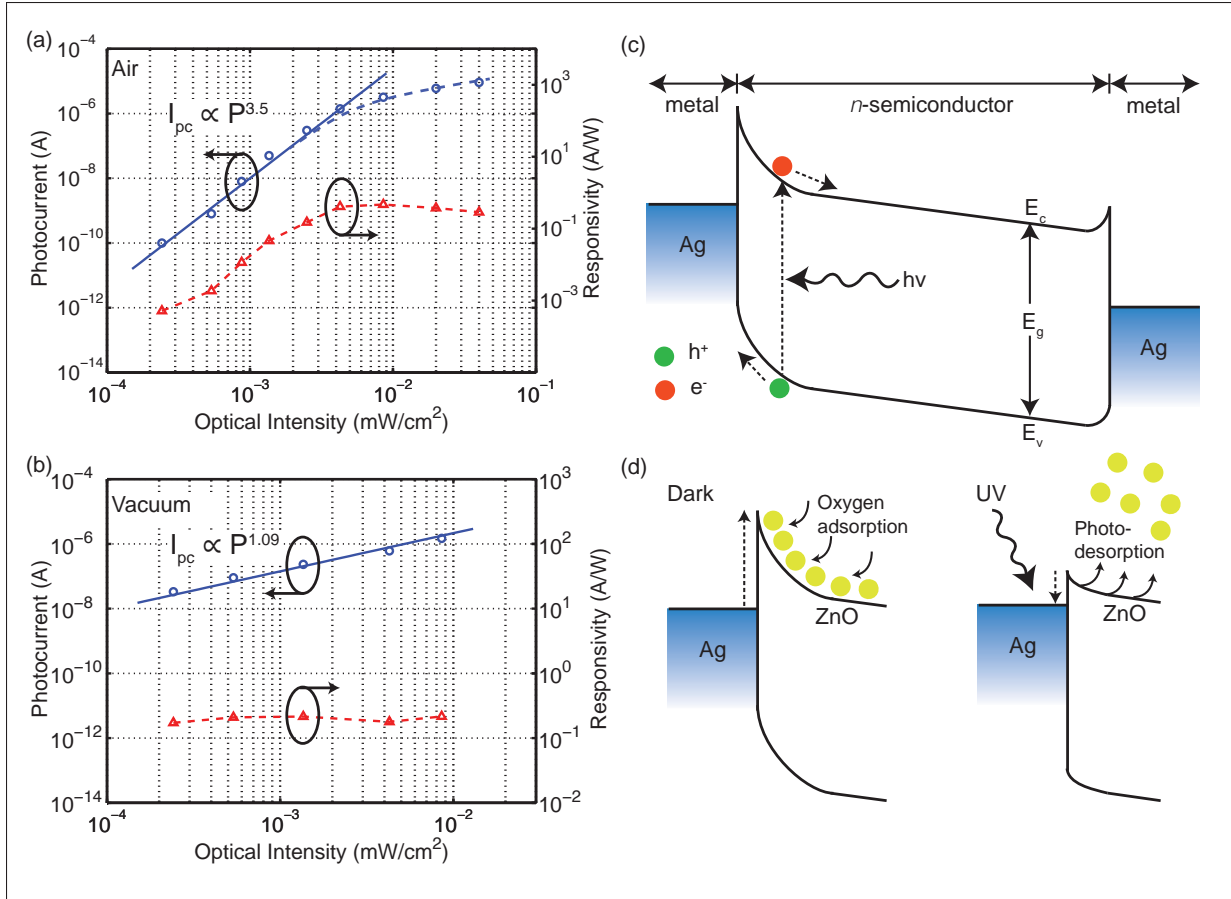 (a)
Air
I_pc ∝ P^3.5
Photocurrent (A)
10^−4
10^−6
10^−8
10^−10
10^−12
10^−14
10^3
10^1
10^−1
10^−3
Responsivity (A/W)
10^−4
10^−3
10^−2
10^−1
Optical Intensity (mW/cm^2)
(b)
Vacuum
I_pc ∝ P^1.09
Photocurrent (A)
10^−4
10^−6
10^−8
10^−10
10^−12
10^−14
10^3
10^2
10^1
10^0
10^−1
10^−2
Responsivity (A/W)
10^−4
10^−3
10^−2
Optical Intensity (mW/cm^2)
(c)
metal
n-semiconductor
metal
Ag
E_c
hν
E_g
Ag
h^+
e^-
E_v
(d)
Dark
Oxygen
adsorption
Ag
ZnO
UV
Photo-
desorption
Ag
ZnO